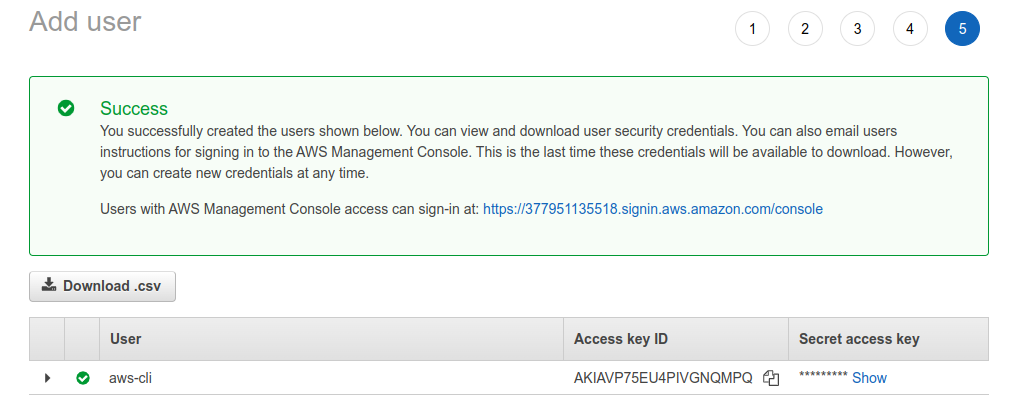 Add user
1 2 3 4 5
Success
You successfully created the users shown below. You can view and download user security credentials. You can also email users
instructions for signing in to the AWS Management Console. This is the last time these credentials will be available to download. However,
you can create new credentials at any time.
Users with AWS Management Console access can sign-in at: https://377951135518.signin.aws.amazon.com/console
Download .csv
User Access key ID Secret access key
aws-cli AKIAVP75EU4PIVGNQMPQ ********* Show